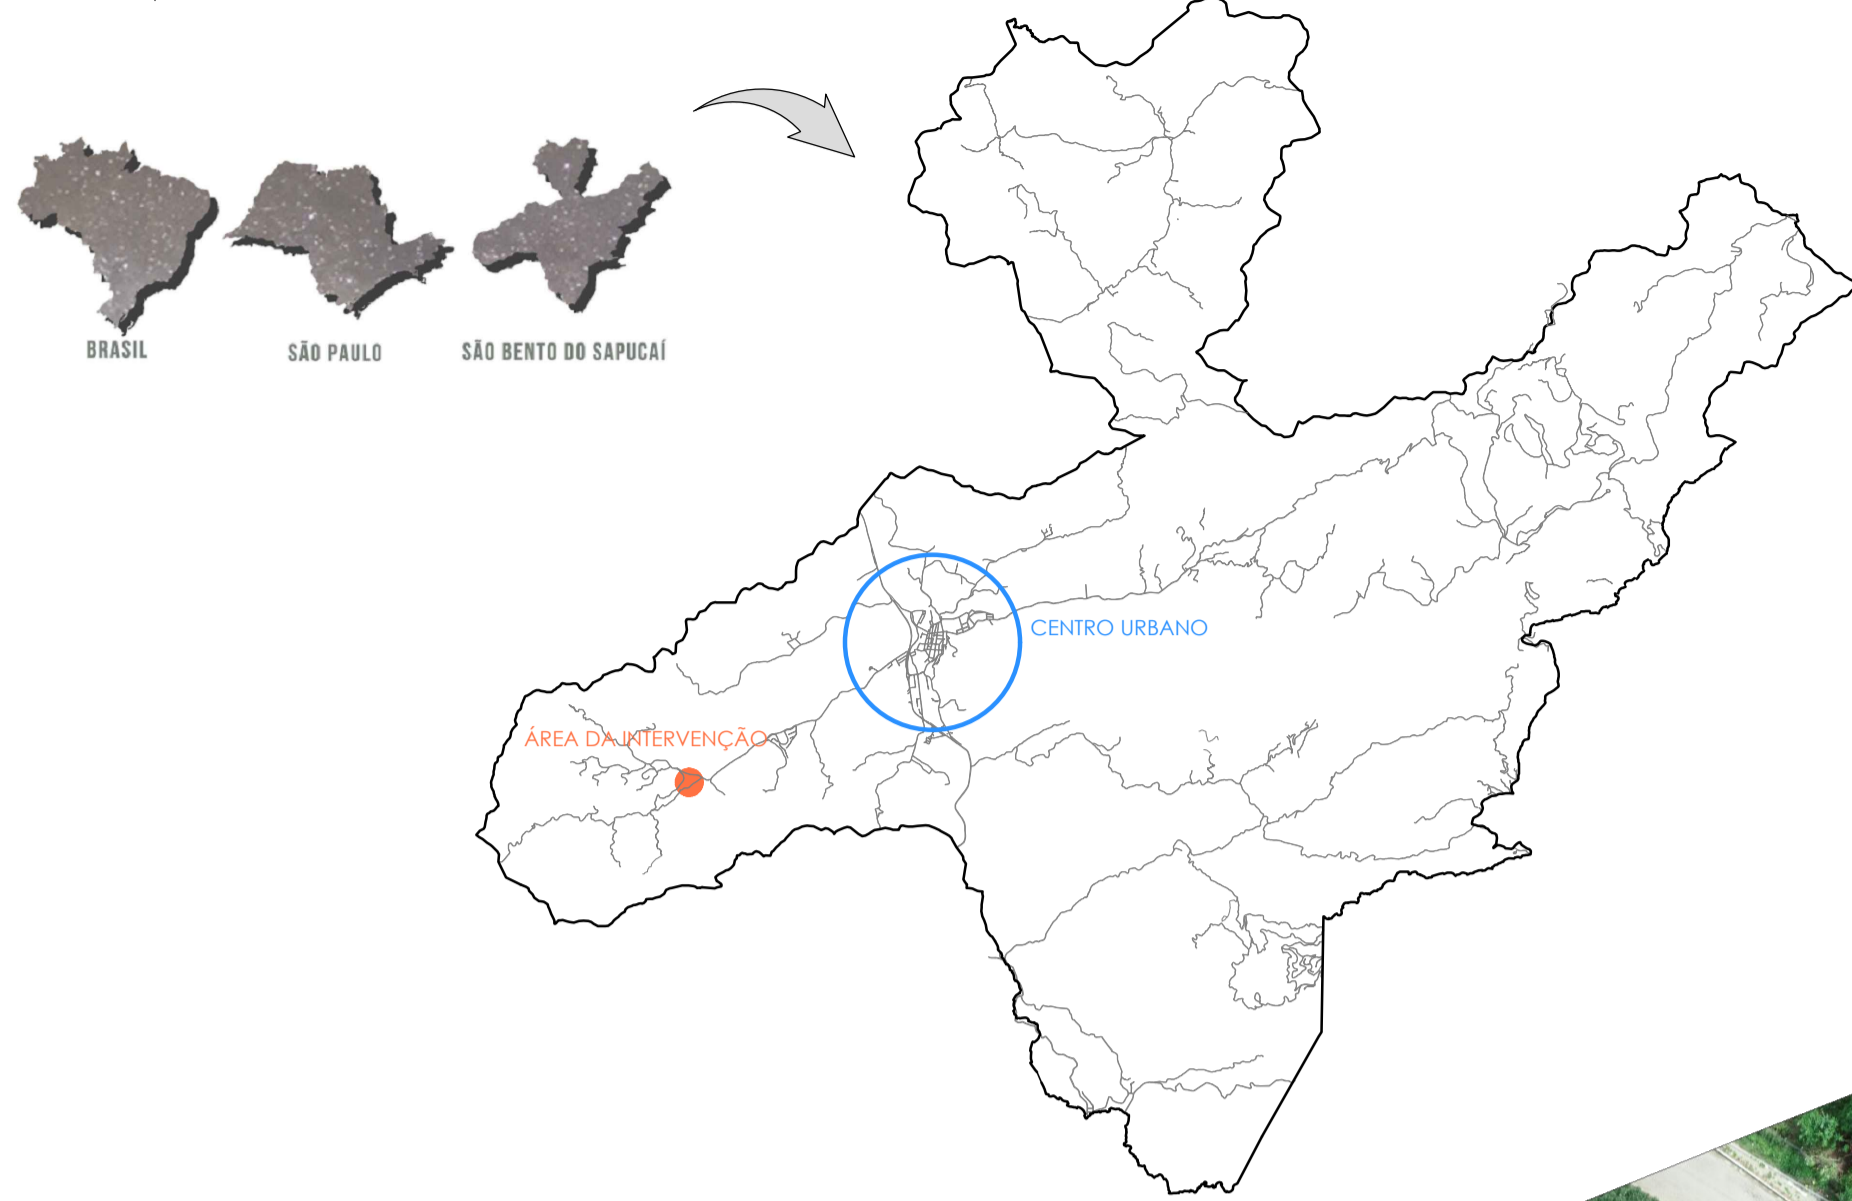 BRASIL
SÃO PAULO
SÃO BENTO DO SAPUCAÍ
CENTRO URBANO
ÁREA DA INTERVENÇÃO